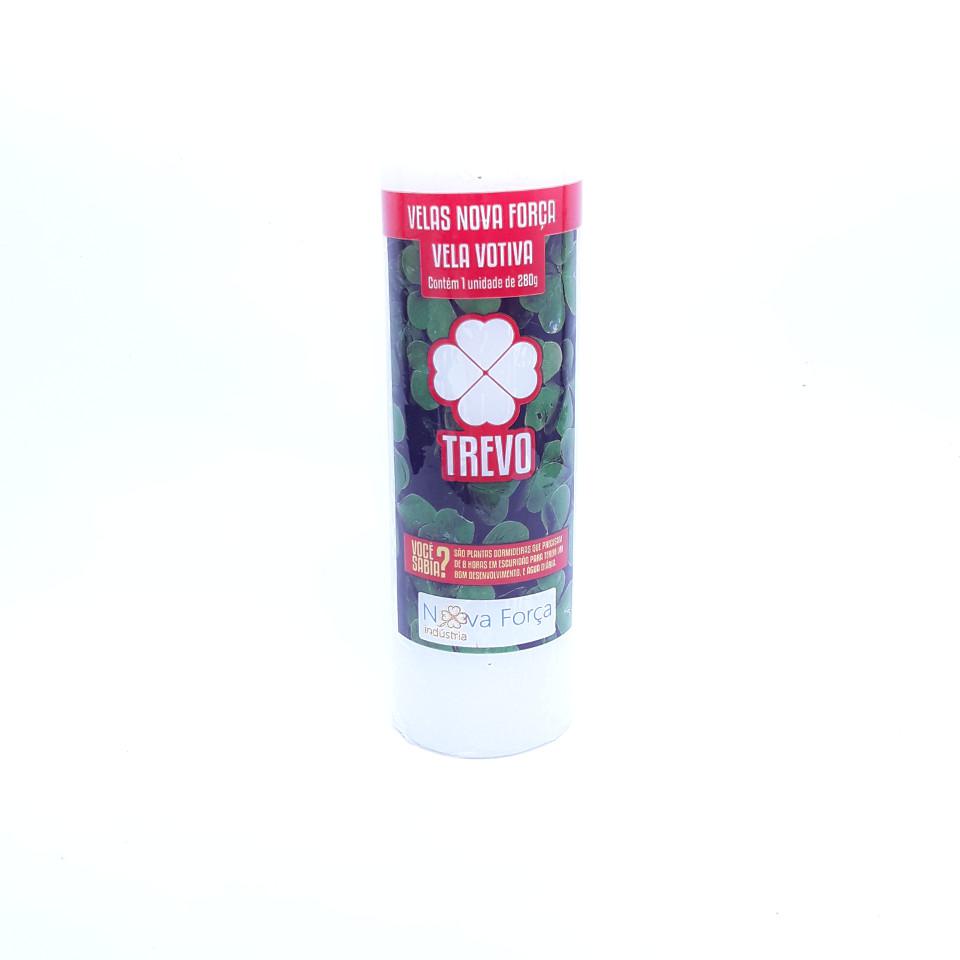 VELAS NOVA FORÇA
VELA VOTIVA
Contém 1 unidade de 280g
TREVO
VOCÊ SABIA?
SÃO PLANTAS DORMIDEIRAS QUE PRECISAM
DE 8 HORAS EM ESCURIDÃO PARA TEREM UM
BOM DESENVOLVIMENTO, E ÁGUA DIÁRIA.
Nova Força
indústria